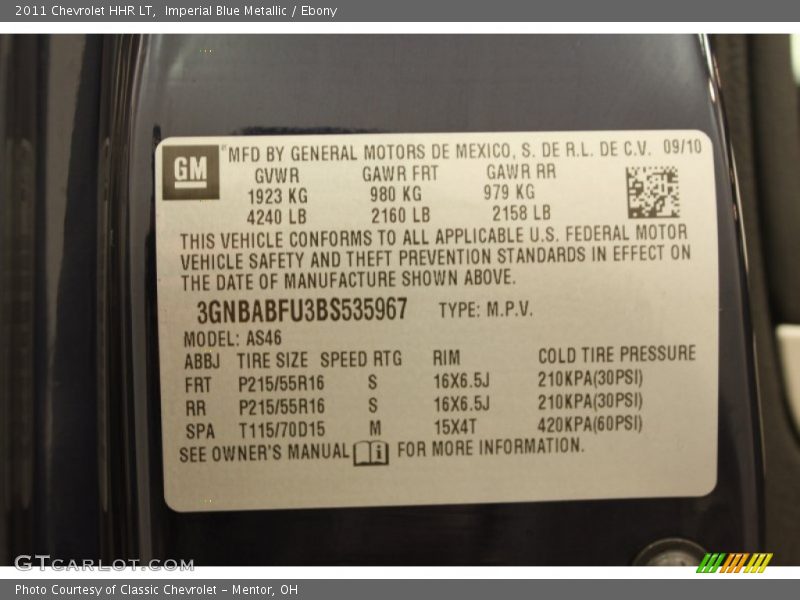 2011 Chevrolet HHR LT, Imperial Blue Metallic / Ebony
GM
MFD BY GENERAL MOTORS DE MEXICO, S. DE R.L. DE C.V. 09/10
GVWR GAWR FRT GAWR RR
1923 KG 980 KG 979 KG
4240 LB 2160 LB 2158 LB
THIS VEHICLE CONFORMS TO ALL APPLICABLE U.S. FEDERAL MOTOR
VEHICLE SAFETY AND THEFT PREVENTION STANDARDS IN EFFECT ON
THE DATE OF MANUFACTURE SHOWN ABOVE.
3GNBABFU3BS535967 TYPE: M.P.V.
MODEL: AS46
ABBJ TIRE SIZE SPEED RTG RIM COLD TIRE PRESSURE
FRT P215/55R16 S 16X6.5J 210KPA(30PSI)
RR P215/55R16 S 16X6.5J 210KPA(30PSI)
SPA T115/70D15 M 15X4T 420KPA(60PSI)
SEE OWNER'S MANUAL FOR MORE INFORMATION.
GTCARLOT.COM
Photo Courtesy of Classic Chevrolet - Mentor, OH